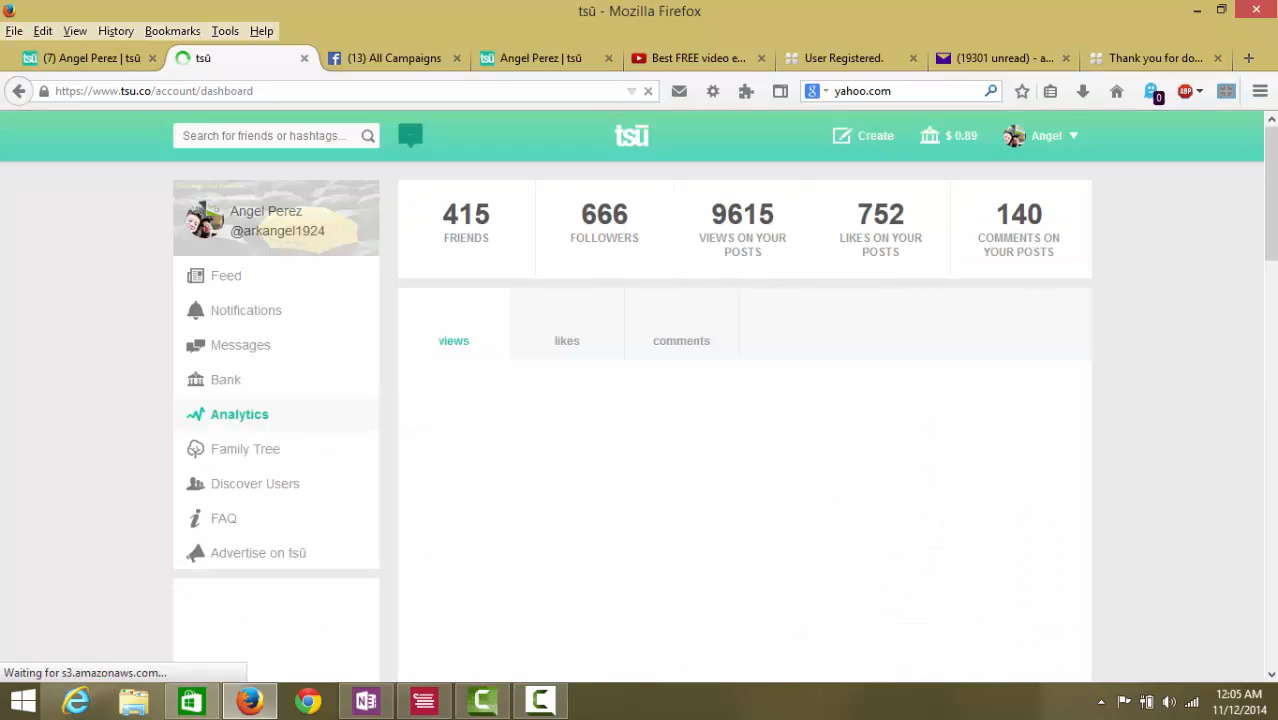 tsū - Mozilla Firefox
File Edit View History Bookmarks Tools Help
(7) Angel Perez | tsū
tsū
(13) All Campaigns
Angel Perez | tsū
Best FREE video e...
User Registered.
(19301 unread) - a...
Thank you for do...
https://www.tsu.co/account/dashboard
yahoo.com
0
ABP
Search for friends or hashtags...
tsū
Create
$ 0.89
Angel
Angel Perez
@arkangel1924
415
FRIENDS
666
FOLLOWERS
9615
VIEWS ON YOUR
POSTS
752
LIKES ON YOUR
POSTS
140
COMMENTS ON
YOUR POSTS
Feed
Notifications
Messages
Bank
Analytics
Family Tree
Discover Users
FAQ
Advertise on tsū
views
likes
comments
Waiting for s3.amazonaws.com...
12:05 AM
11/12/2014